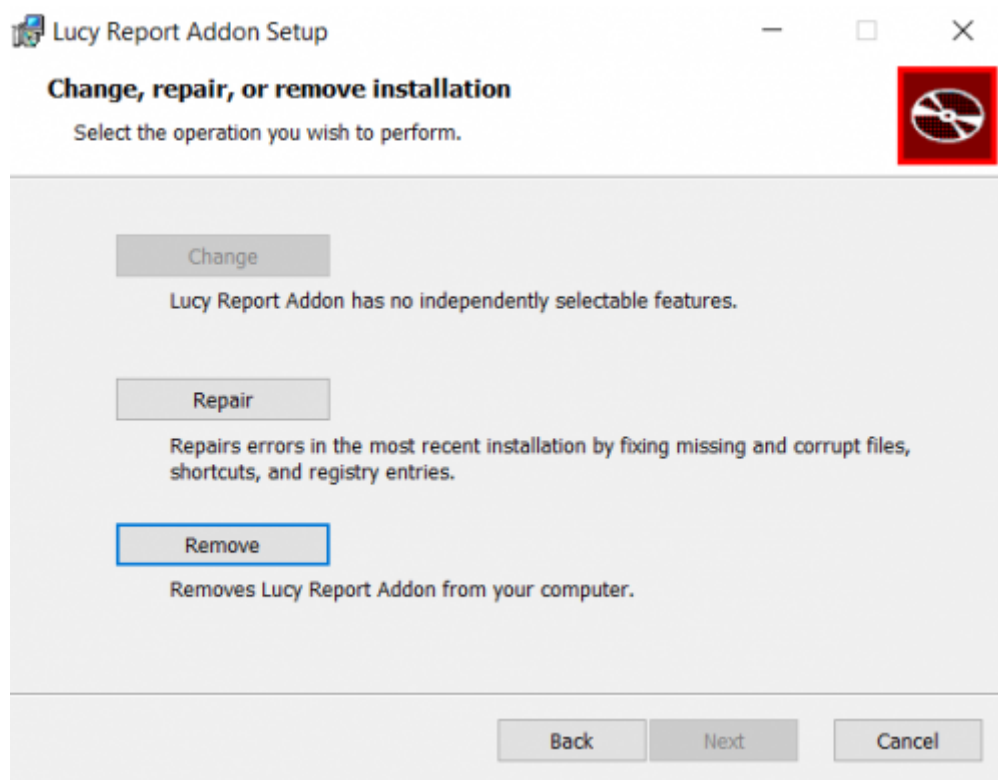 Lucy Report Addon Setup
Change, repair, or remove installation
Select the operation you wish to perform.
Change
Lucy Report Addon has no independently selectable features.
Repair
Repairs errors in the most recent installation by fixing missing and corrupt files,
shortcuts, and registry entries.
Remove
Removes Lucy Report Addon from your computer.
Back Next Cancel